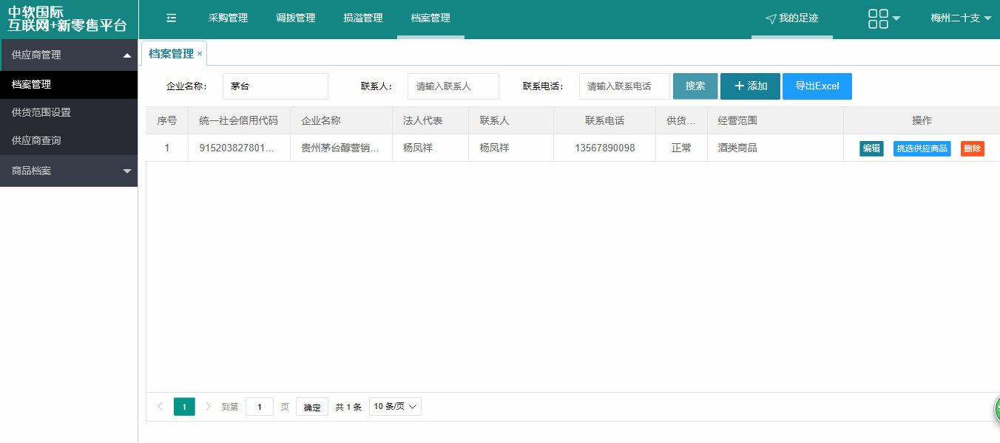 中软国际
互联网+新零售平台
采购管理 调拨管理 损溢管理 档案管理 我的足迹 梅州二十支
供应商管理
档案管理
供货范围设置
供应商查询
商品档案
档案管理 ×
企业名称： 茅台 联系人： 请输入联系人 联系电话： 请输入联系电话 搜索 添加 导出Excel
序号 统一社会信用代码 企业名称 法人代表 联系人 联系电话 供货... 经营范围 操作
1 915203827801... 贵州茅台醇营销... 杨凤祥 杨凤祥 13567890098 正常 酒类商品 编辑 挑选供应商品 删除
1 到第 1 页 确定 共 1 条 10 条/页